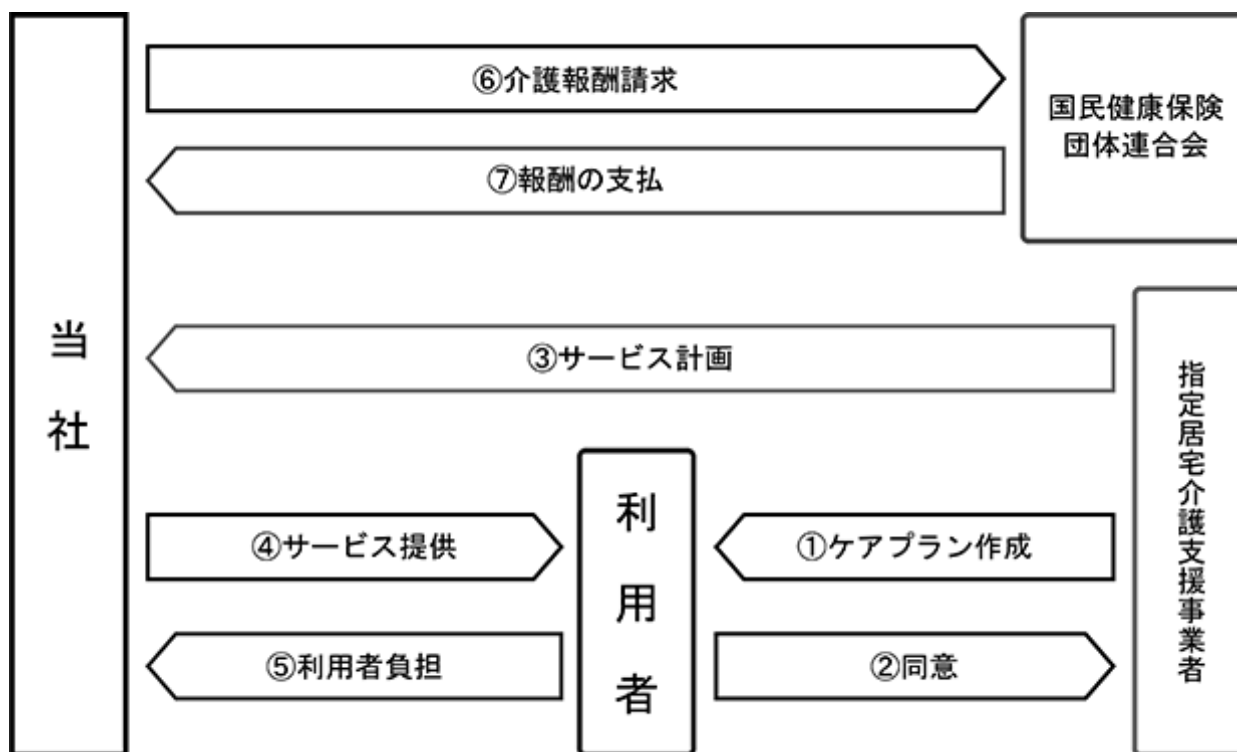 ⑥介護報酬請求
国民健康保険
団体連合会
⑦報酬の支払
当社
③サービス計画
指定居宅介護支援事業者
利用者
④サービス提供
①ケアプラン作成
⑤利用者負担
②同意